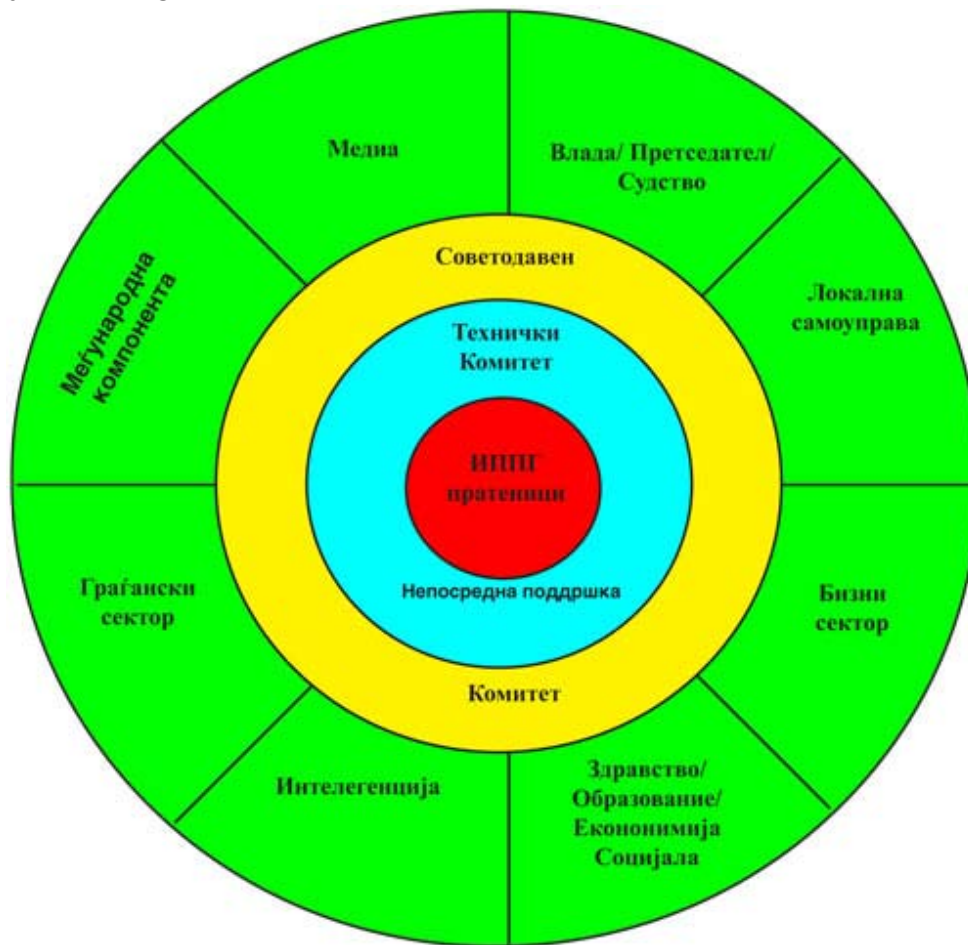 Медиа
Влада/ Претседател/
Судство
Меѓународна
компонента
Советодавен
Локална
самоуправа
Технички
Комитет
ИППГ
пратеници
Непосредна поддршка
Граѓански
сектор
Бизни
сектор
Комитет
Интелегенција
Здравство/
Образование/
Економонија
Социјала